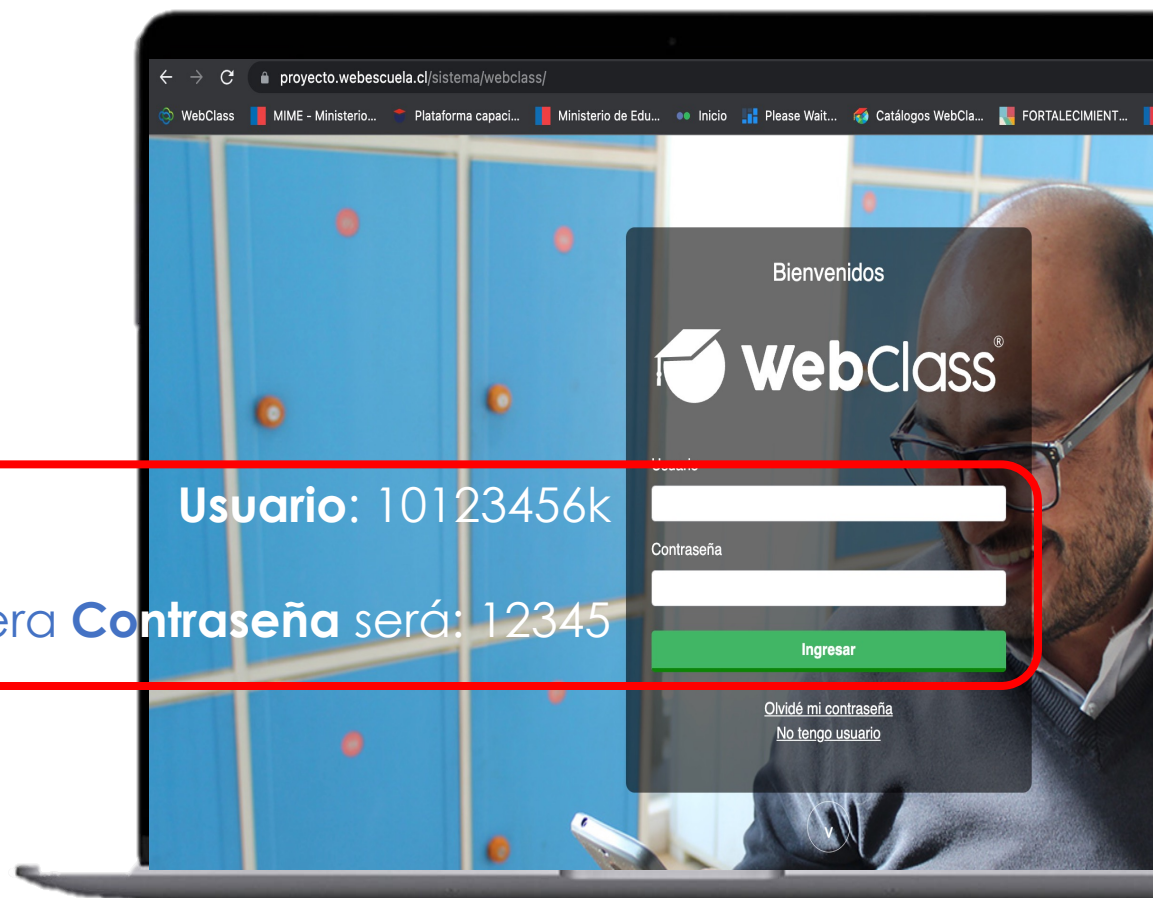 proyecto.webescuela.cl/sistema/webclass/
WebClass MIME - Ministerio... Plataforma capaci... Ministerio de Edu... Inicio Please Wait... Catálogos WebCla... FORTALECIMIENT...
Bienvenidos
WebClass®
Usuario
Usuario: 10123456k
Contraseña
era Contraseña será: 12345
Ingresar
Olvidé mi contraseña
No tengo usuario